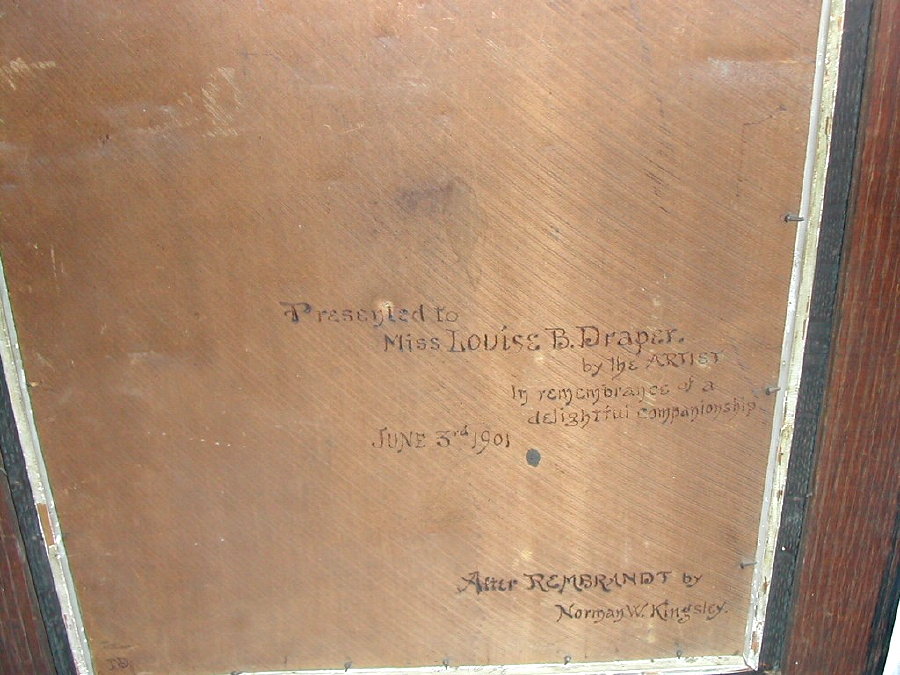 Presented to
Miss Louise B. Draper.
by the ARTIST
In remembrance of a
delightful companionship
JUNE 3rd 1901
After REMBRANDT by
Norman W. Kingsley.